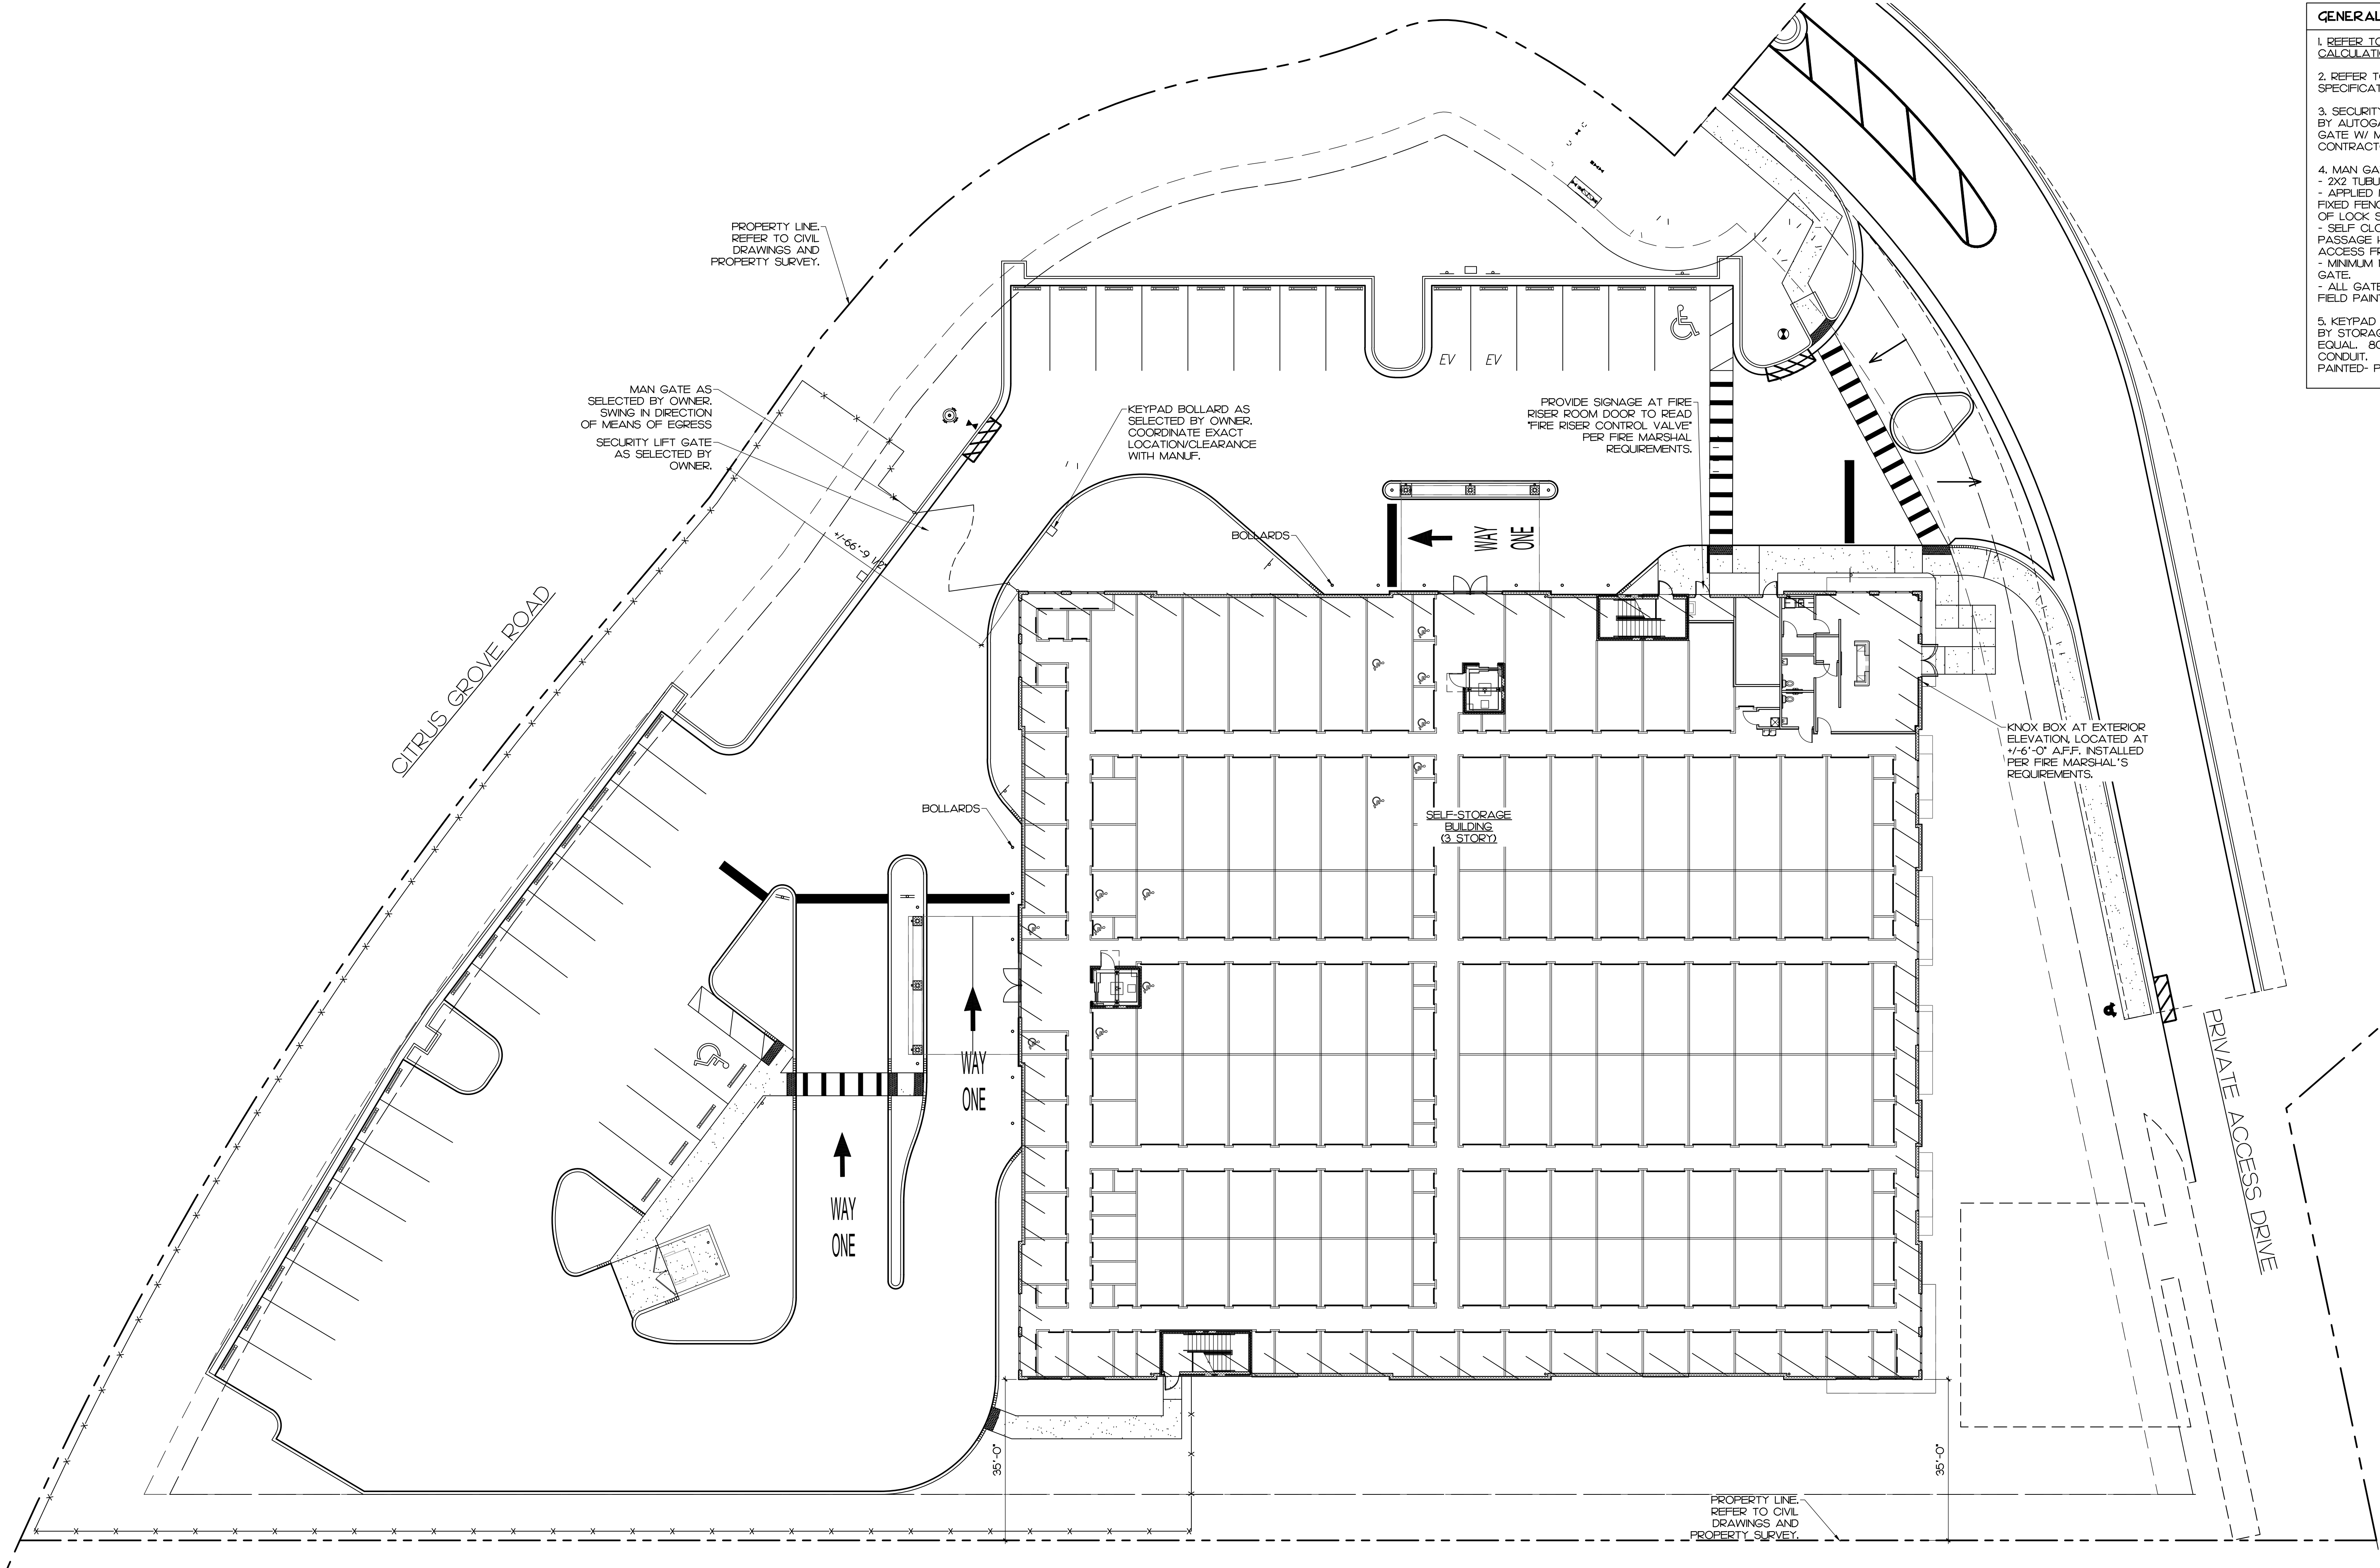 GENERAL
1. REFER TO
CALCULATI
2. REFER T
SPECIFICAT
3. SECURITY
BY AUTOGA
GATE W/ M
CONTRACT
4. MAN GA
- 2X2 TUBU
- APPLIED
FIXED FENC
OF LOCK S
- SELF CLO
PASSAGE
ACCESS FR
- MINIMUM
GATE.
- ALL GATE
FIELD PAIN
5. KEYPAD
BY STORAG
EQUAL. 80
CONDUIT.
PAINTED- P
PROPERTY LINE.
REFER TO CIVIL
DRAWINGS AND
PROPERTY SURVEY.
MAN GATE AS
SELECTED BY OWNER.
SWING IN DIRECTION
OF MEANS OF EGRESS
SECURITY LIFT GATE
AS SELECTED BY
OWNER.
+/-66'-6 1/2"
KEYPAD BOLLARD AS
SELECTED BY OWNER.
COORDINATE EXACT
LOCATION/CLEARANCE
WITH MANUF.
EV
EV
PROVIDE SIGNAGE AT FIRE
RISER ROOM DOOR TO READ
"FIRE RISER CONTROL VALVE"
PER FIRE MARSHAL
REQUIREMENTS.
BOLLARDS
WAY
ONE
CITRUS GROVE ROAD
KNOX BOX AT EXTERIOR
ELEVATION, LOCATED AT
+/-6'-0" A.F.F. INSTALLED
PER FIRE MARSHAL'S
REQUIREMENTS.
BOLLARDS
SELF-STORAGE
BUILDING
(3 STORY)
WAY
ONE
WAY
ONE
PRIVATE ACCESS DRIVE
35'-0"
35'-0"
PROPERTY LINE.
REFER TO CIVIL
DRAWINGS AND
PROPERTY SURVEY.